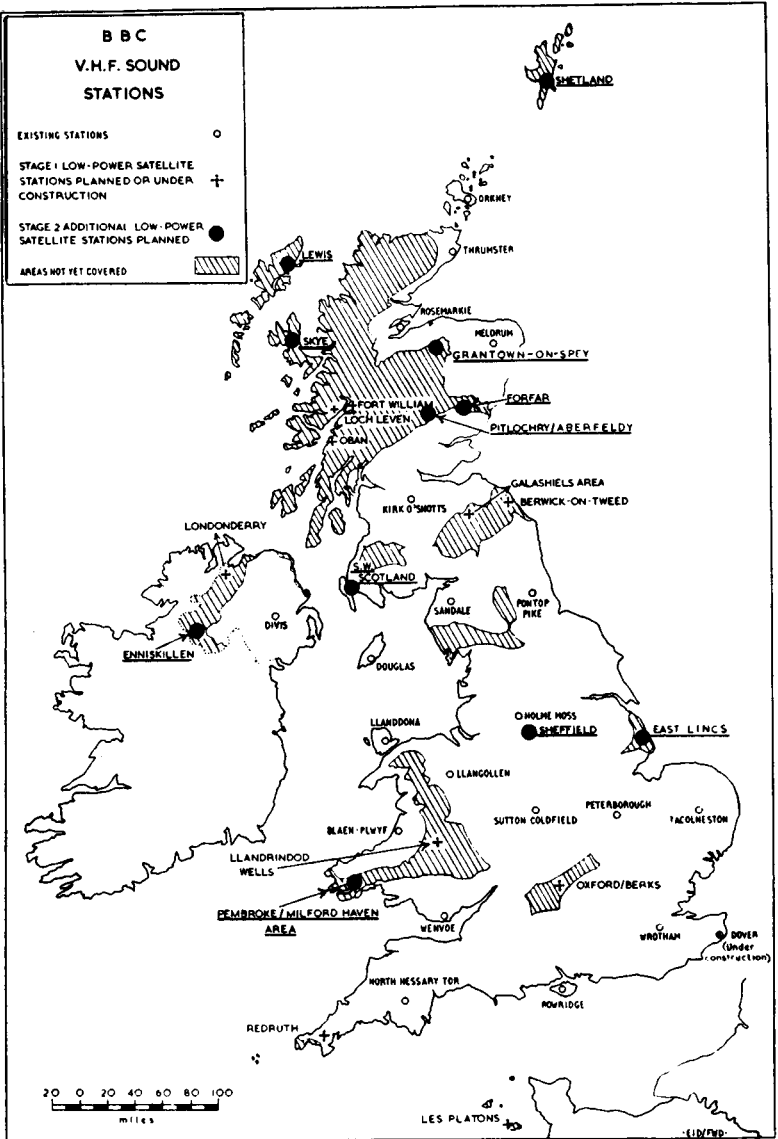 B B C
V.H.F. SOUND
STATIONS
EXISTING STATIONS
STAGE 1 LOW-POWER SATELLITE
STATIONS PLANNED OR UNDER
CONSTRUCTION
STAGE 2 ADDITIONAL LOW-POWER
SATELLITE STATIONS PLANNED
AREAS NOT YET COVERED
SHETLAND
ORKNEY
THRUMSTER
LEWIS
ROSEMARKIE
MELDRUM
SKYE
GRANTOWN-ON-SPEY
FORT WILLIAM
FORFAR
LOCH LEVEN
PITLOCHRY/ABERFELDY
OBAN
GALASHIELS AREA
KIRK O'SHOTTS
BERWICK-ON-TWEED
LONDONDERRY
S.W.
SCOTLAND
SANDALE
PONTOP
PIKE
DIVIS
ENNISKILLEN
DOUGLAS
HOLME MOSS
LLANDDONA
SHEFFIELD
EAST LINCS
LLANGOLLEN
PETERBOROUGH
SUTTON COLDFIELD
TACOLNESTON
BLAEN-PLWYF
LLANDRINDOD
WELLS
OXFORD/BERKS
PEMBROKE/MILFORD HAVEN
AREA
WENVOE
WROTHAM
DOVER
(Under
construction)
NORTH HESSARY TOR
ROWRIDGE
REDRUTH
20 0 20 40 60 80 100
miles
LES PLATONS